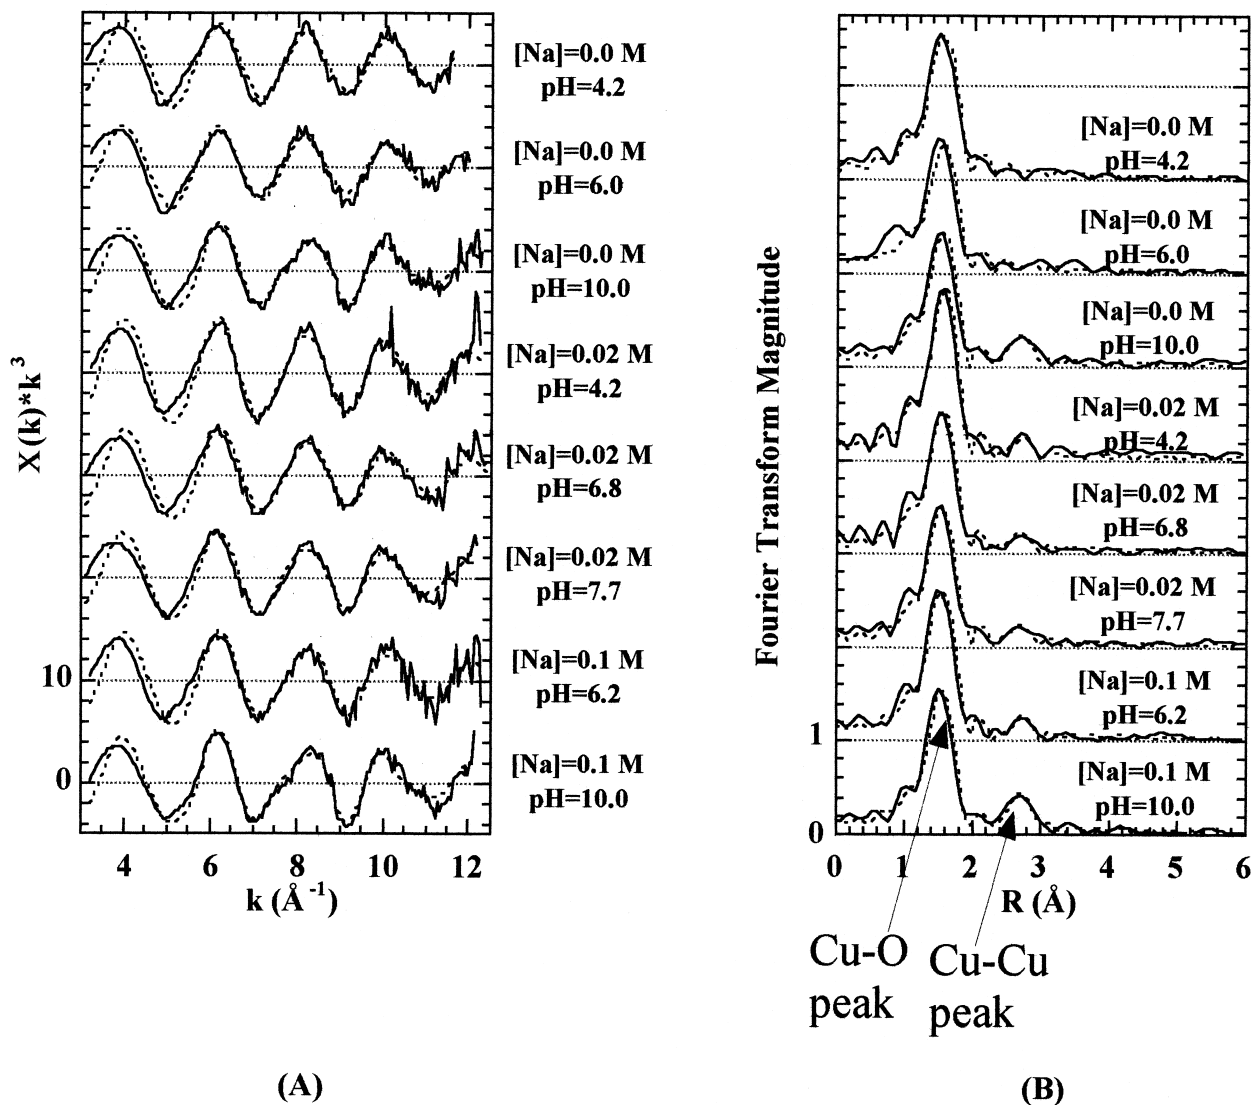 X(k)*k³
10
0
4 6 8 10 12
k (Å⁻¹)
[Na]=0.0 M
pH=4.2
[Na]=0.0 M
pH=6.0
[Na]=0.0 M
pH=10.0
[Na]=0.02 M
pH=4.2
[Na]=0.02 M
pH=6.8
[Na]=0.02 M
pH=7.7
[Na]=0.1 M
pH=6.2
[Na]=0.1 M
pH=10.0
(A)
Fourier Transform Magnitude
1
0
[Na]=0.0 M
pH=4.2
[Na]=0.0 M
pH=6.0
[Na]=0.0 M
pH=10.0
[Na]=0.02 M
pH=4.2
[Na]=0.02 M
pH=6.8
[Na]=0.02 M
pH=7.7
[Na]=0.1 M
pH=6.2
[Na]=0.1 M
pH=10.0
0 1 2 3 4 5 6
R (Å)
Cu-O
peak
Cu-Cu
peak
(B)